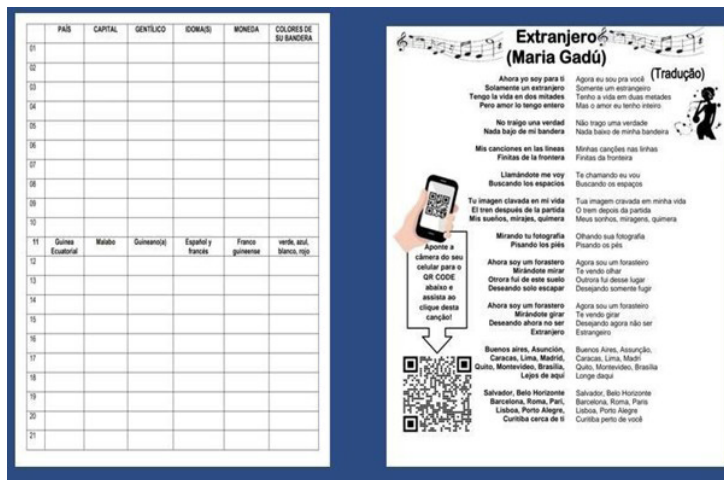 PAÍS CAPITAL GENTÍLICO IDOMA(S) MONEDA COLORES DE
SU BANDERA
01
02
03
04
05
06
07
08
09
10
11 Guinea Malabo Guineano(a) Español y Franco verde, azul,
Ecuatorial francés guineense blanco, rojo
12
13
14
15
16
17
18
19
20
21
Extranjero
(Maria Gadú)
(Tradução)
Ahora yo soy para ti
Solamente un extranjero
Tengo la vida en dos mitades
Pero amor lo tengo entero
No traigo una verdad
Nada bajo de mi bandera
Mis canciones en las líneas
Finitas de la frontera
Llamándote me voy
Buscando los espacios
Tu imagen clavada en mi vida
El tren después de la partida
Mis sueños, mirajes, quimera
Mirando tu fotografía
Pisando los piés
Ahora soy um forastero
Mirándote mirar
Otrora fui de este suelo
Deseando solo escapar
Ahora soy um forastero
Mirándote girar
Deseando ahora no ser
Extranjero
Buenos aires, Asunción,
Caracas, Lima, Madrid,
Quito, Montevideo, Brasilia,
Lejos de aqui
Salvador, Belo Horizonte
Barcelona, Roma, Pari,
Lisboa, Porto Alegre,
Curitiba cerca de ti
Agora eu sou pra você
Somente um estrangeiro
Tenho a vida em duas metades
Mas o amor eu tenho inteiro
Não trago uma verdade
Nada baixo de minha bandeira
Minhas canções nas linhas
Finitas da fronteira
Te chamando eu vou
Buscando os espaços
Tua imagem cravada em minha vida
O trem depois da partida
Meus sonhos, miragens, quimera
Olhando sua fotografia
Pisando os pés
Agora sou um forasteiro
Te vendo olhar
Outrora fui desse lugar
Desejando somente fugir
Agora sou um forasteiro
Te vendo girar
Desejando agora não ser
Estrangeiro
Buenos Aires, Assunção,
Caracas, Lima, Madri
Quito, Montevideo, Brasilia
Longe daqui
Salvador, Belo Horizonte
Barcelona, Roma, Paris
Lisboa, Porto Alegre
Curitiba perto de você
Aponte a
câmera do seu
celular para o
QR CODE
abaixo e
assista ao
clique desta
canção!